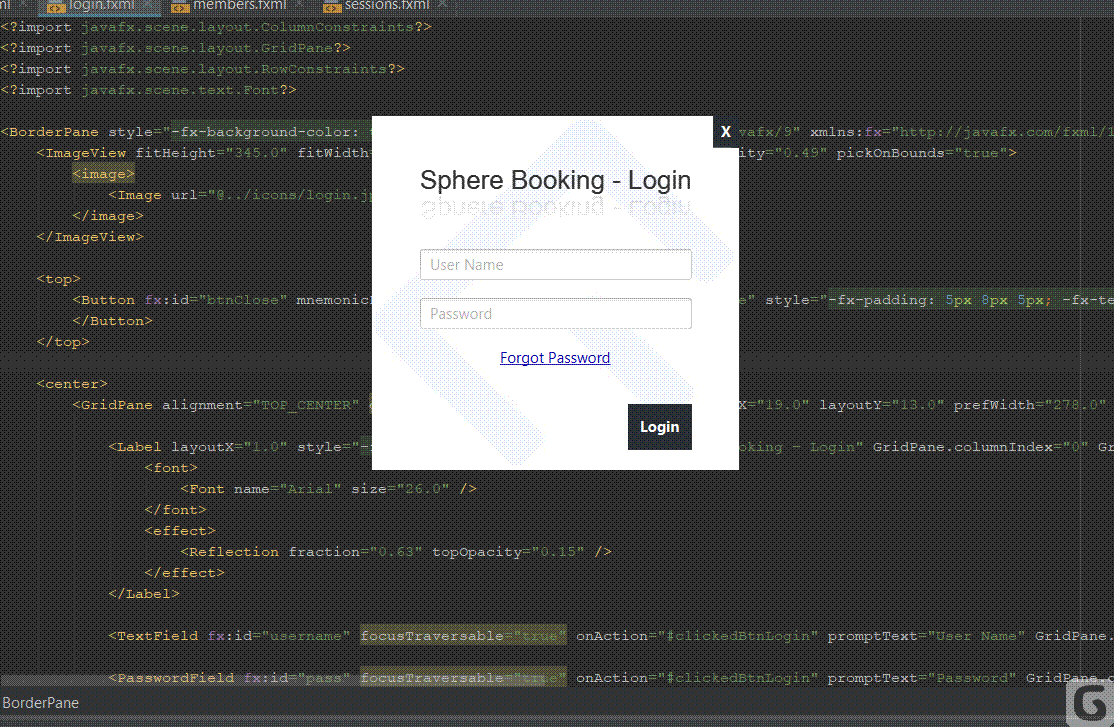 ml login.fxml members.fxml sessions.fxml
<?import javafx.scene.layout.ColumnConstraints?>
<?import javafx.scene.layout.GridPane?>
<?import javafx.scene.layout.RowConstraints?>
<?import javafx.scene.text.Font?>
<BorderPane style="-fx-background-color: vafx/9" xmlns:fx="http://javafx.com/fxml/1
X
<ImageView fitHeight="345.0" fitWidth= ity="0.49" pickOnBounds="true">
<image>
Sphere Booking - Login
<Image url="@../icons/login.jp
</image>
</ImageView>
User Name
<top>
<Button fx:id="btnClose" mnemonic e" style="-fx-padding: 5px 8px 5px; -fx-te
Password
</Button>
</top>
Forgot Password
<center>
<GridPane alignment="TOP_CENTER" X="19.0" layoutY="13.0" prefWidth="278.0"
Login
<Label layoutX="1.0" style="- oking - Login" GridPane.columnIndex="0" Gr
<font>
<Font name="Arial" size="26.0" />
</font>
<effect>
<Reflection fraction="0.63" topOpacity="0.15" />
</effect>
</Label>
<TextField fx:id="username" focusTraversable="true" onAction="#clickedBtnLogin" promptText="User Name" GridPane.
<PasswordField fx:id="pass" focusTraversable="true" onAction="#clickedBtnLogin" promptText="Password" GridPane.c
BorderPane